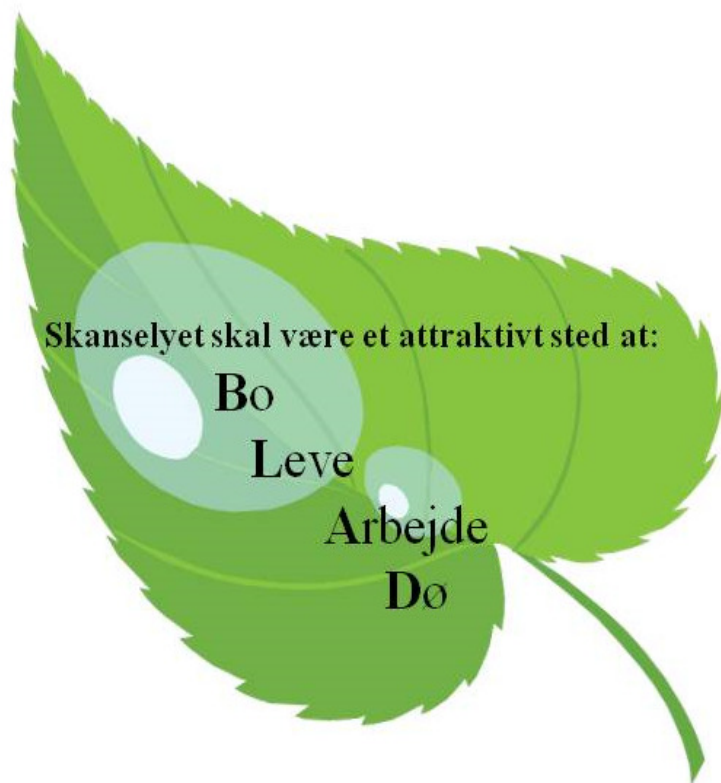 Skanselyet skal være et attraktivt sted at:
Bo
Leve
Arbejde
Dø